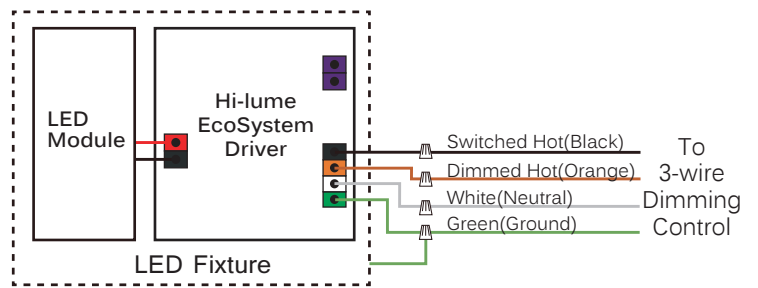 LED
Module
Hi-lume
EcoSystem
Driver
Switched Hot(Black)
Dimmed Hot(Orange)
White(Neutral)
Green(Ground)
To
3-wire
Dimming
Control
LED Fixture